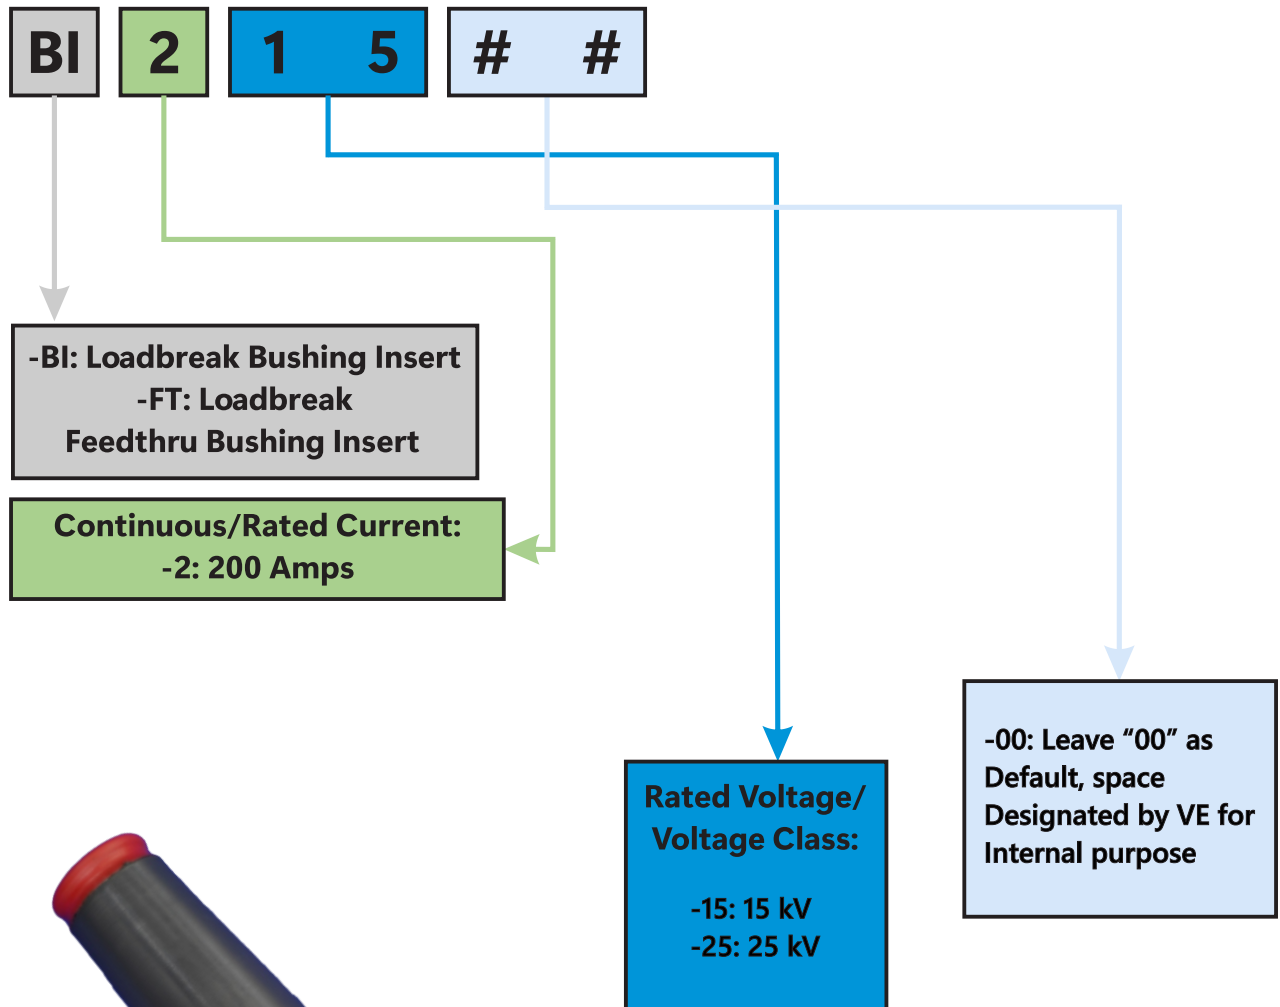 BI 2 1 5 # #
-BI: Loadbreak Bushing Insert
-FT: Loadbreak
Feedthru Bushing Insert
Continuous/Rated Current:
-2: 200 Amps
Rated Voltage/
Voltage Class:
-15: 15 kV
-25: 25 kV
-00: Leave “00” as
Default, space
Designated by VE for
Internal purpose